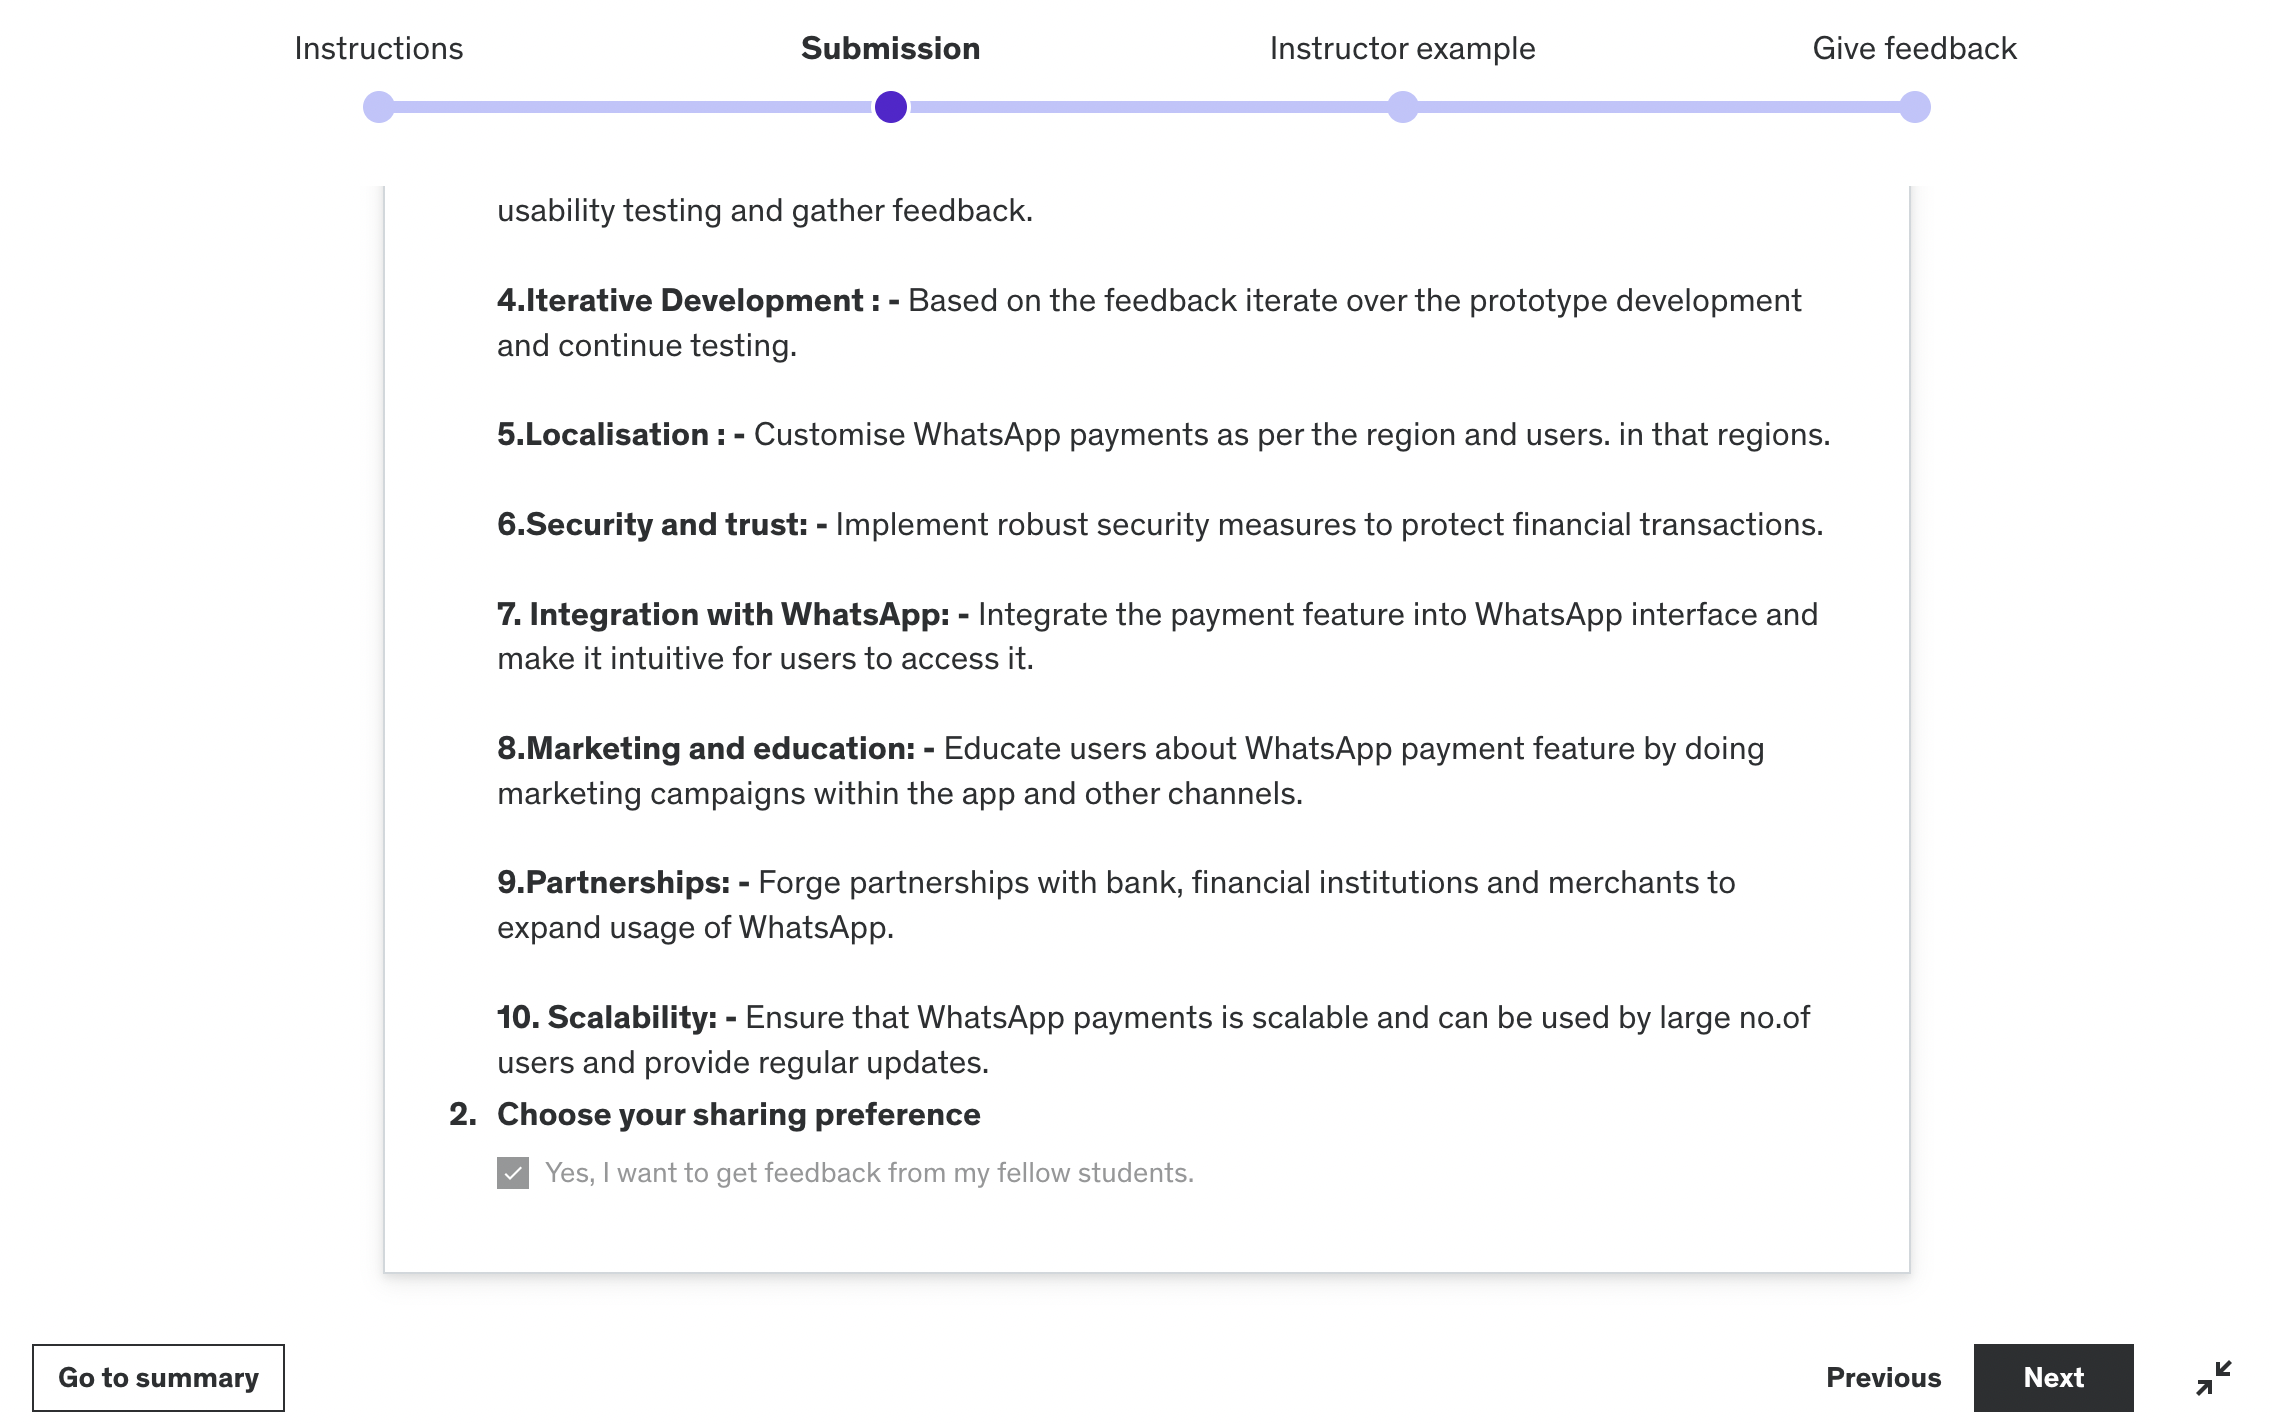 Instructions
Submission
Instructor example
Give feedback
usability testing and gather feedback.
4.Iterative Development : - Based on the feedback iterate over the prototype development
and continue testing.
5.Localisation : - Customise WhatsApp payments as per the region and users. in that regions.
6.Security and trust: - Implement robust security measures to protect financial transactions.
7. Integration with WhatsApp: - Integrate the payment feature into WhatsApp interface and
make it intuitive for users to access it.
8.Marketing and education: - Educate users about WhatsApp payment feature by doing
marketing campaigns within the app and other channels.
9.Partnerships: - Forge partnerships with bank, financial institutions and merchants to
expand usage of WhatsApp.
10. Scalability: - Ensure that WhatsApp payments is scalable and can be used by large no.of
users and provide regular updates.
2. Choose your sharing preference
Yes, I want to get feedback from my fellow students.
Go to summary
Previous
Next